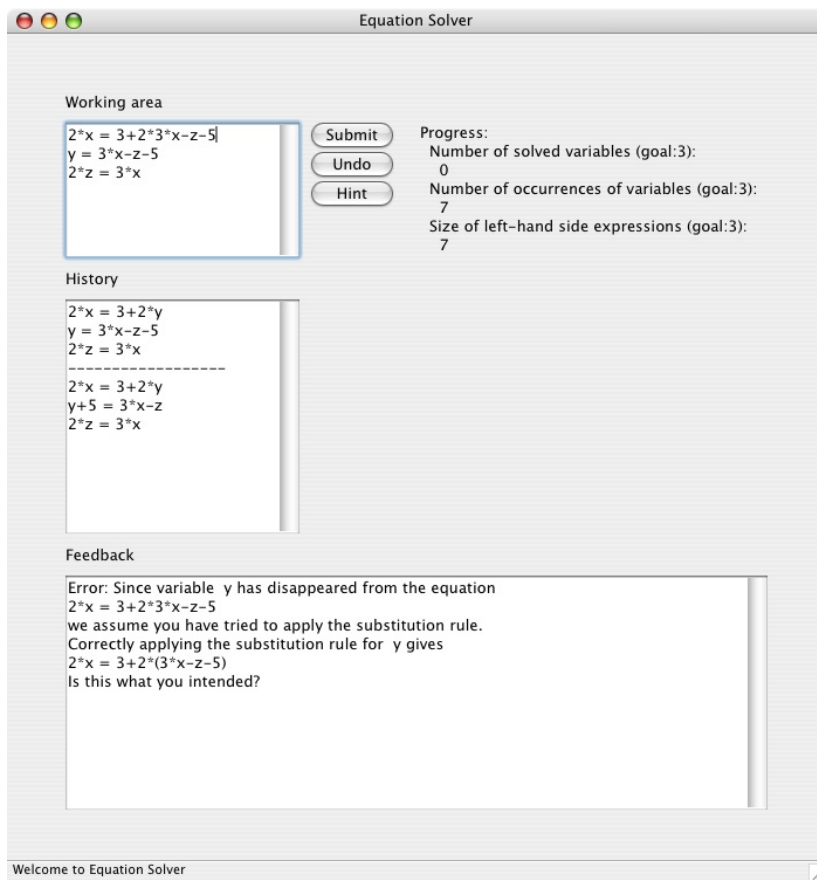 Equation Solver
Working area
2*x = 3+2*3*x-z-5
y = 3*x-z-5
2*z = 3*x
Submit
Undo
Hint
Progress:
Number of solved variables (goal:3):
0
Number of occurrences of variables (goal:3):
7
Size of left-hand side expressions (goal:3):
7
History
2*x = 3+2*y
y = 3*x-z-5
2*z = 3*x
------------------
2*x = 3+2*y
y+5 = 3*x-z
2*z = 3*x
Feedback
Error: Since variable  y has disappeared from the equation
2*x = 3+2*3*x-z-5
we assume you have tried to apply the substitution rule.
Correctly applying the substitution rule for  y gives
2*x = 3+2*(3*x-z-5)
Is this what you intended?
Welcome to Equation Solver